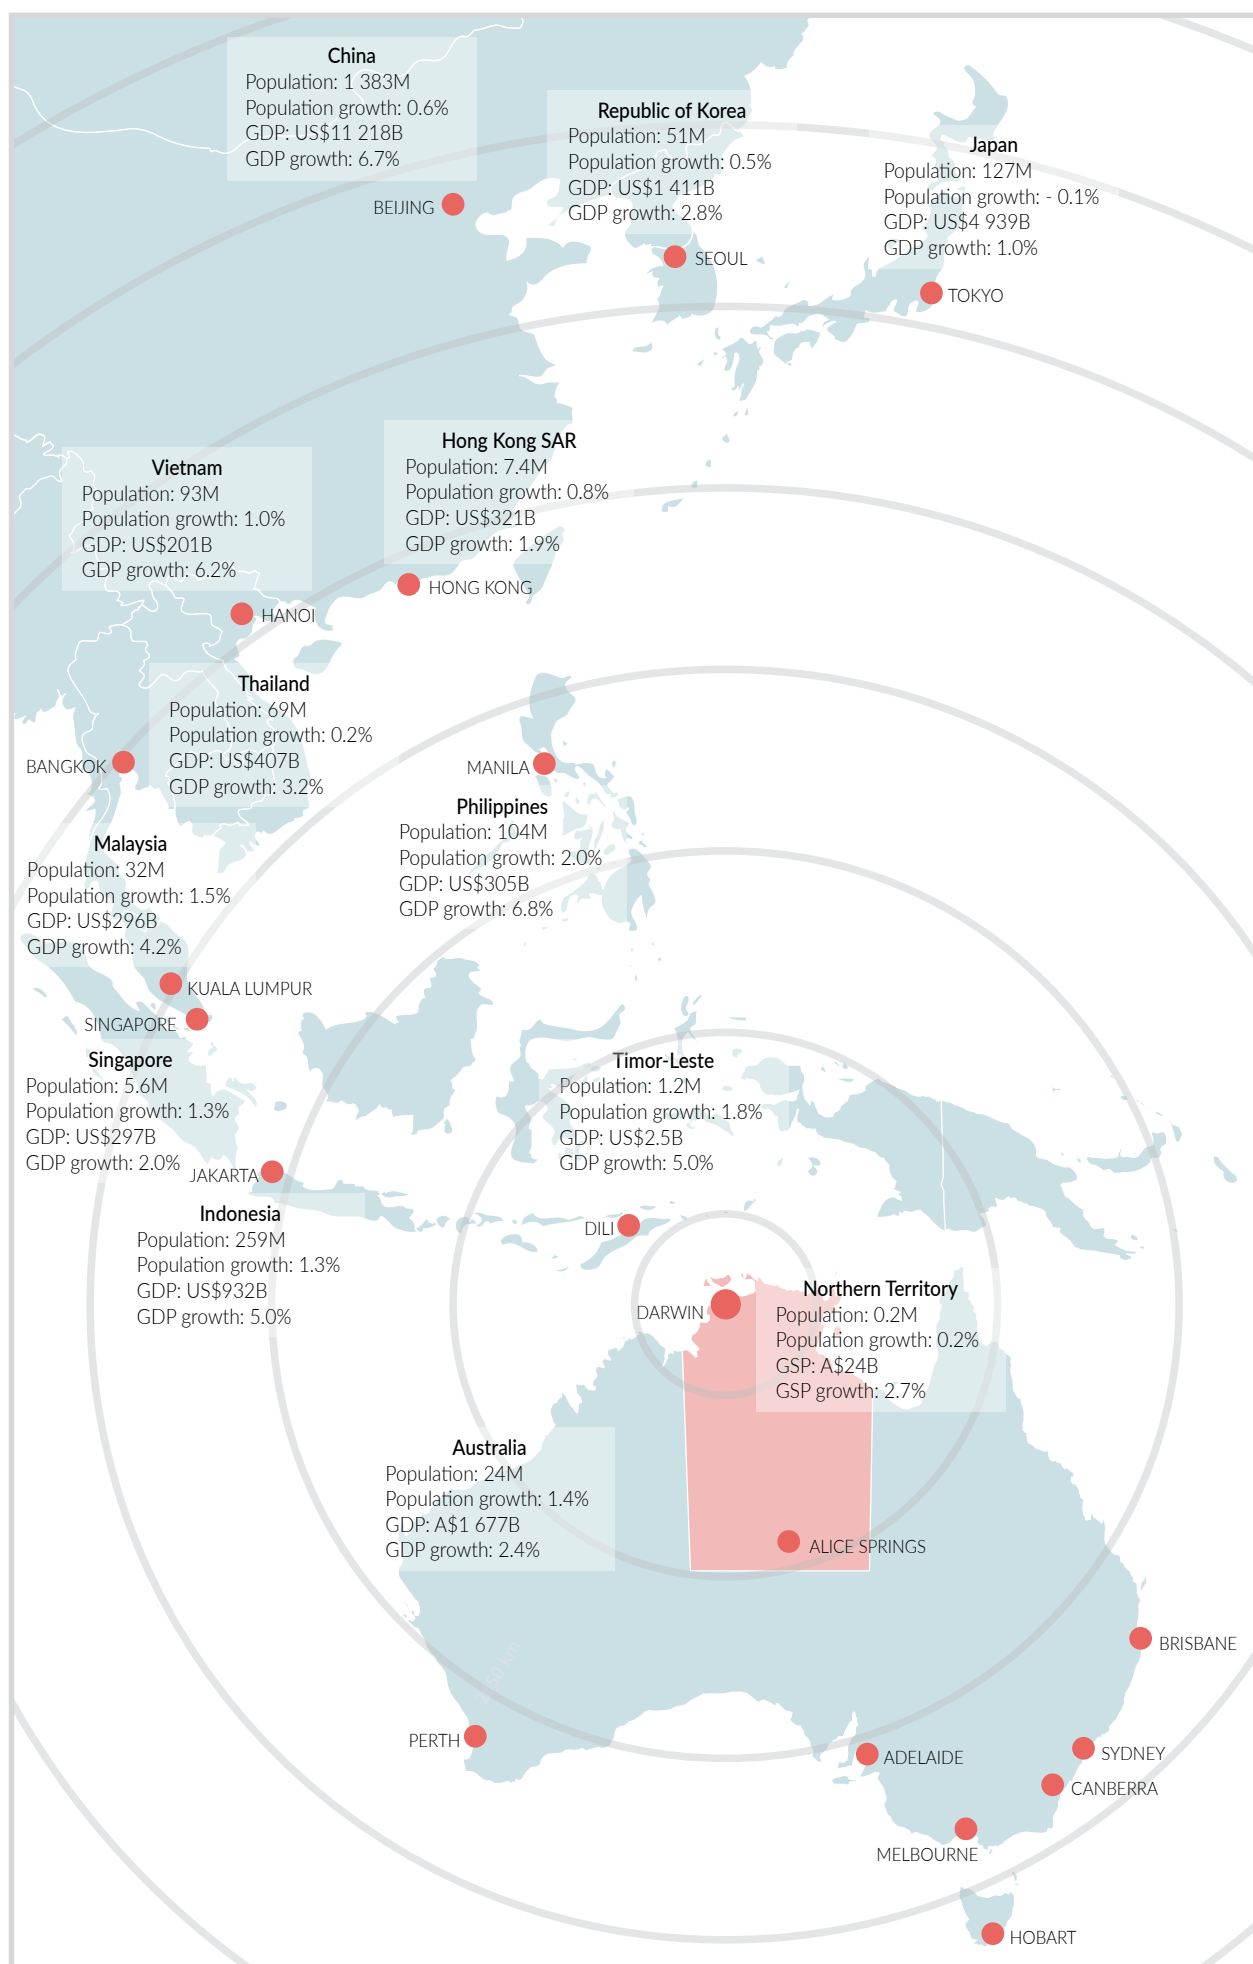 China
Population: 1 383M
Population growth: 0.6%
GDP: US$11 218B
GDP growth: 6.7%
BEIJING
Republic of Korea
Population: 51M
Population growth: 0.5%
GDP: US$1 411B
GDP growth: 2.8%
SEOUL
Japan
Population: 127M
Population growth: - 0.1%
GDP: US$4 939B
GDP growth: 1.0%
TOKYO
Hong Kong SAR
Population: 7.4M
Population growth: 0.8%
GDP: US$321B
GDP growth: 1.9%
HONG KONG
Vietnam
Population: 93M
Population growth: 1.0%
GDP: US$201B
GDP growth: 6.2%
HANOI
Thailand
Population: 69M
Population growth: 0.2%
GDP: US$407B
GDP growth: 3.2%
BANGKOK
MANILA
Philippines
Population: 104M
Population growth: 2.0%
GDP: US$305B
GDP growth: 6.8%
Malaysia
Population: 32M
Population growth: 1.5%
GDP: US$296B
GDP growth: 4.2%
KUALA LUMPUR
SINGAPORE
Singapore
Population: 5.6M
Population growth: 1.3%
GDP: US$297B
GDP growth: 2.0%
Timor-Leste
Population: 1.2M
Population growth: 1.8%
GDP: US$2.5B
GDP growth: 5.0%
JAKARTA
Indonesia
Population: 259M
Population growth: 1.3%
GDP: US$932B
GDP growth: 5.0%
DILI
DARWIN
Northern Territory
Population: 0.2M
Population growth: 0.2%
GSP: A$24B
GSP growth: 2.7%
Australia
Population: 24M
Population growth: 1.4%
GDP: A$1 677B
GDP growth: 2.4%
ALICE SPRINGS
BRISBANE
km
PERTH
ADELAIDE
SYDNEY
CANBERRA
MELBOURNE
HOBART